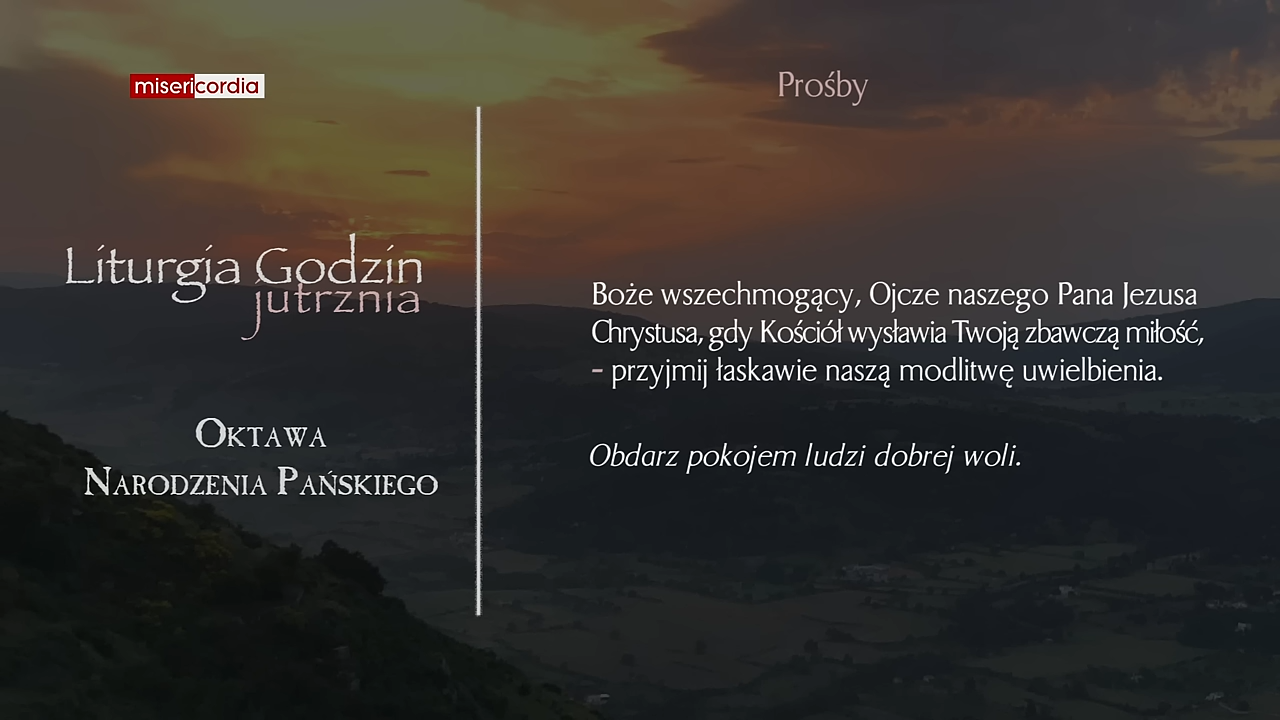 misericordia
Liturgia Godzin
jutrznia
Oktawa
Narodzenia Pańskiego
Prośby
Boże wszechmogący, Ojcze naszego Pana Jezusa
Chrystusa, gdy Kościół wysławia Twoją zbawczą miłość,
- przyjmij łaskawie naszą modlitwę uwielbienia.
Obdarz pokojem ludzi dobrej woli.